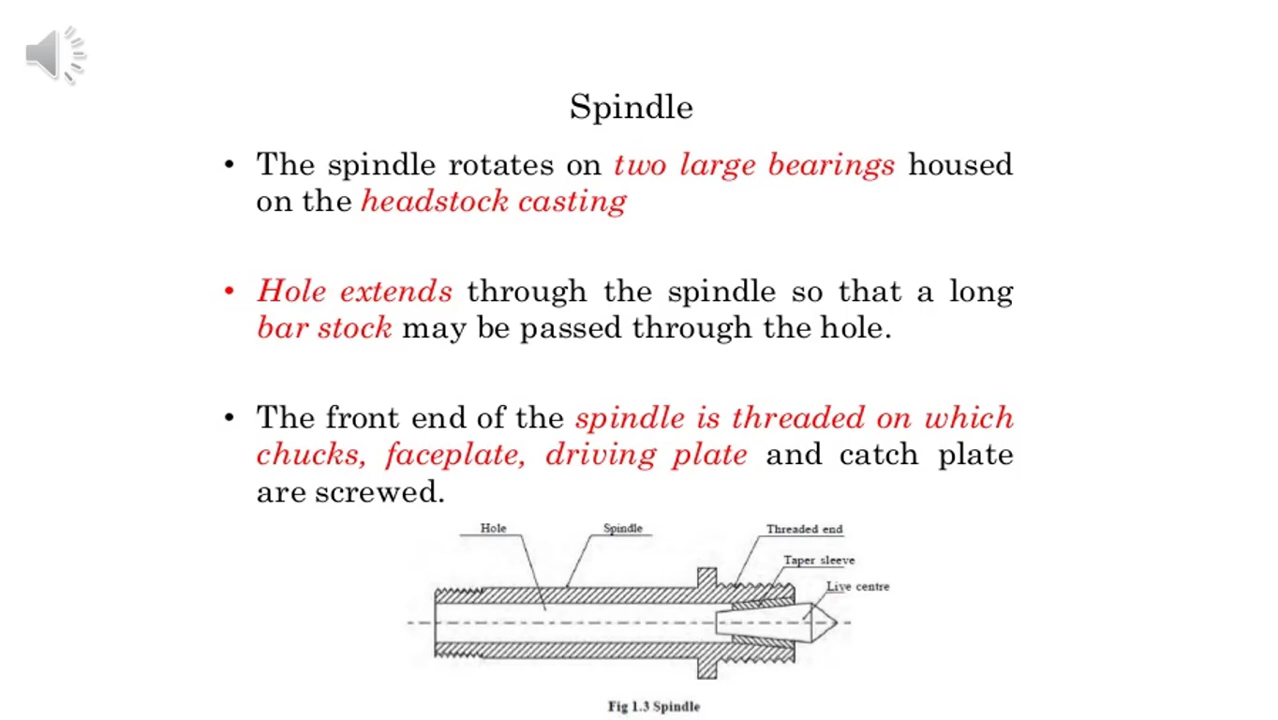 Spindle
• The spindle rotates on two large bearings housed
on the headstock casting
• Hole extends through the spindle so that a long
bar stock may be passed through the hole.
• The front end of the spindle is threaded on which
chucks, faceplate, driving plate and catch plate
are screwed.
Hole
Spindle
Threaded end
Taper sleeve
Live centre
Fig 1.3 Spindle